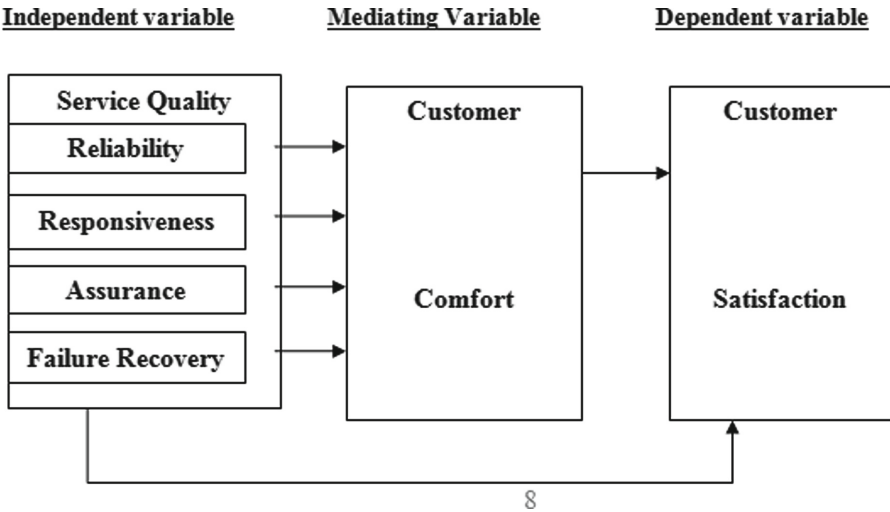 Independent variable
Mediating Variable
Dependent variable
Service Quality
Reliability
Responsiveness
Assurance
Failure Recovery
Customer
Comfort
Customer
Satisfaction
8